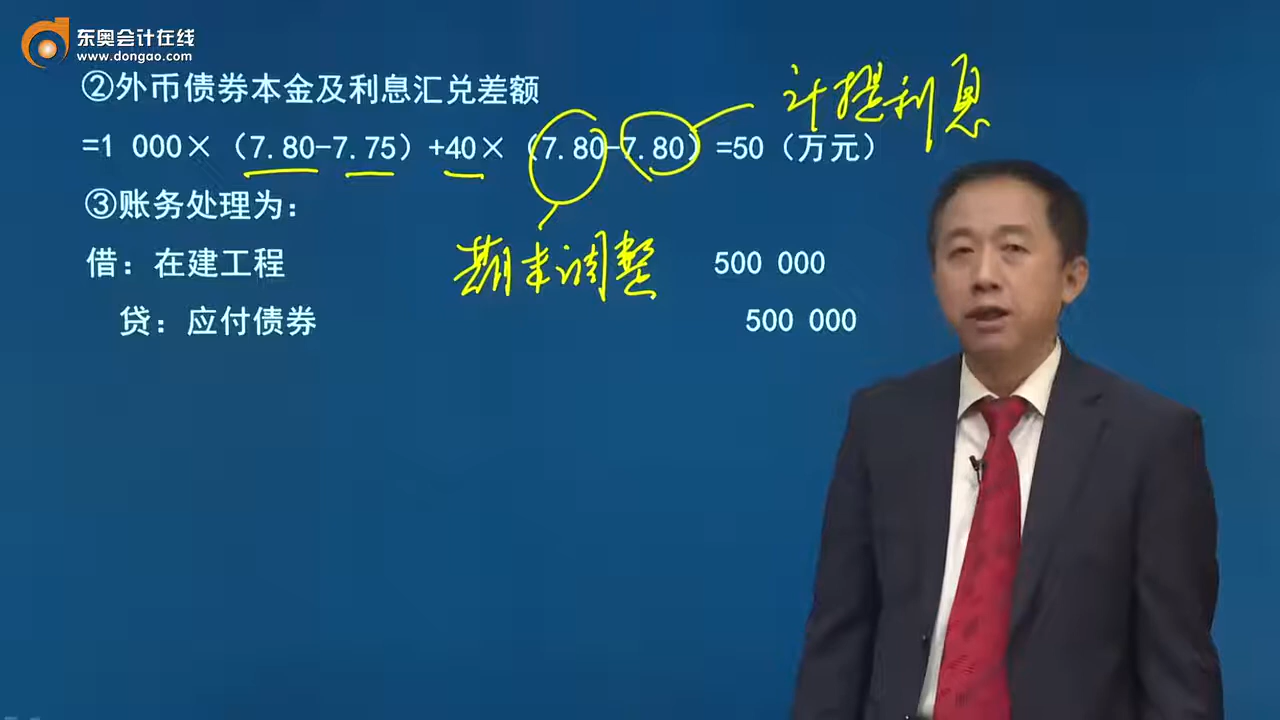 东奥会计在线
www.dongao.com
②外币债券本金及利息汇兑差额
计提利息
=1 000×（7.80-7.75）+40×（7.80-7.80）=50（万元）
③账务处理为：
借：在建工程 500 000
期末调整
贷：应付债券 500 000